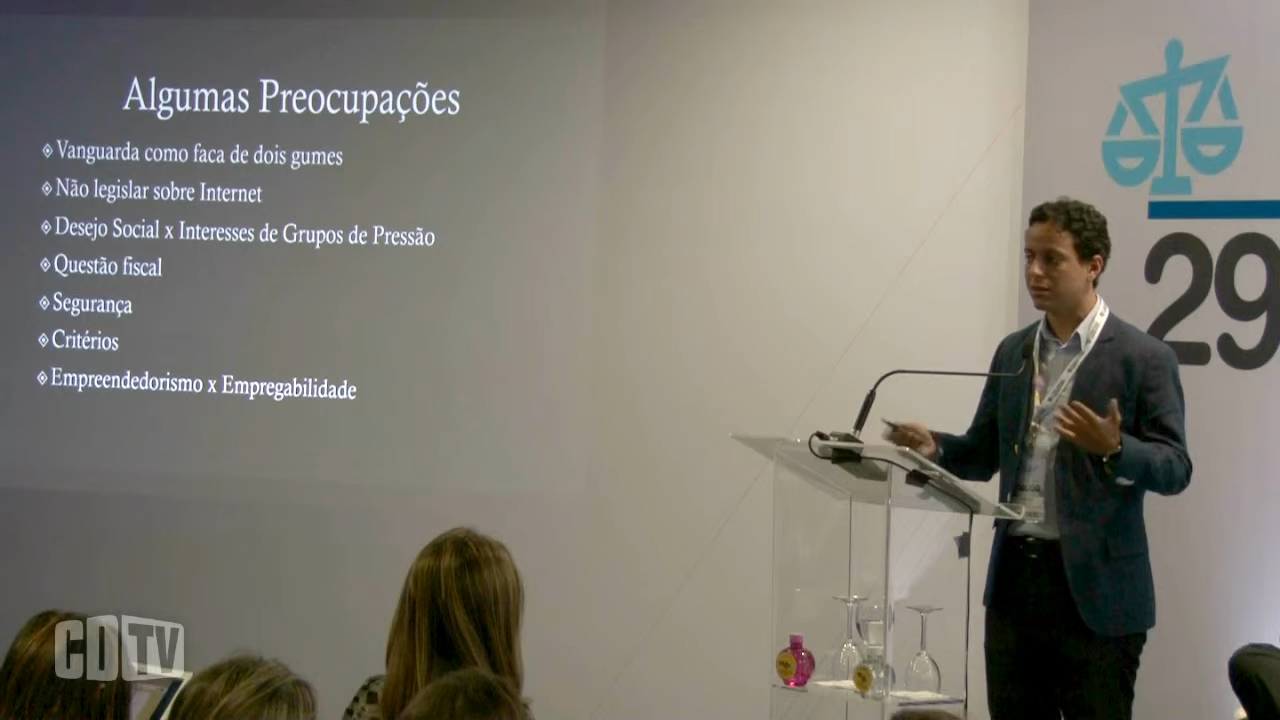 Algumas Preocupações
Vanguarda como faca de dois gumes
Não legislar sobre Internet
Desejo Social x Interesses de Grupos de Pressão
Questão fiscal
Segurança
Critérios
Empreendedorismo x Empregabilidade
29
CDTV